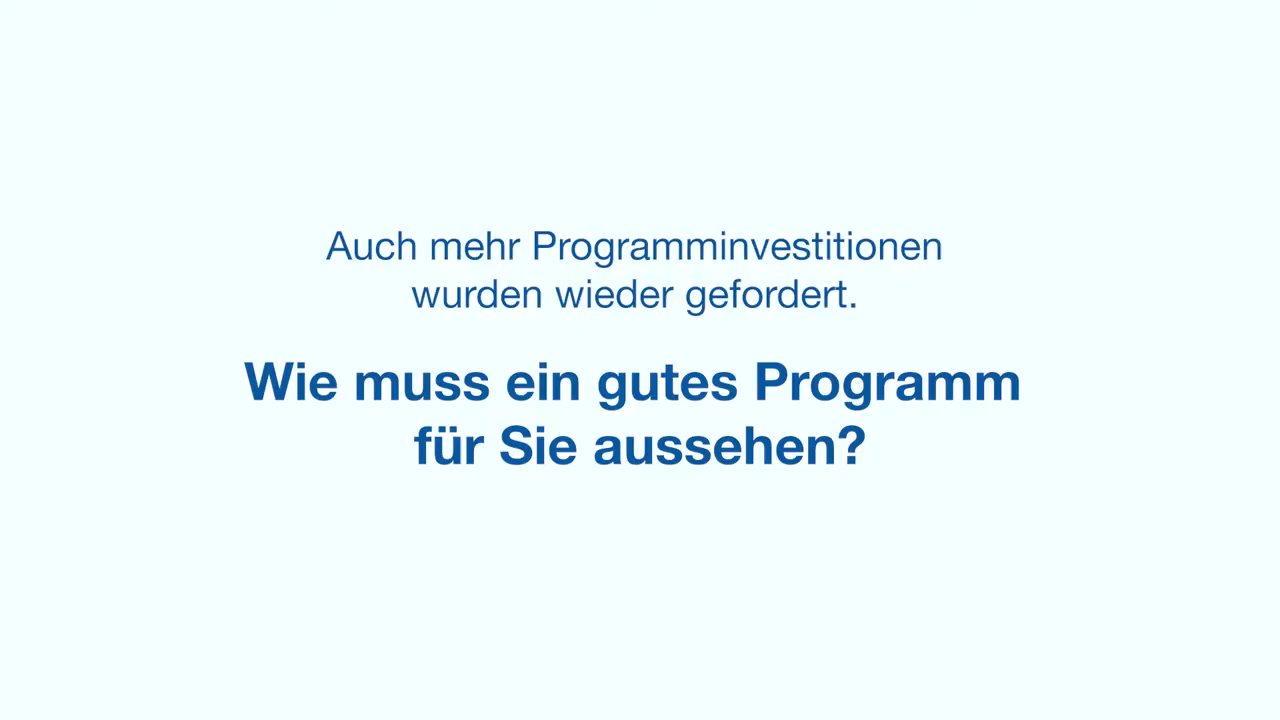 Auch mehr Programminvestitionen
wurden wieder gefordert.
Wie muss ein gutes Programm
für Sie aussehen?